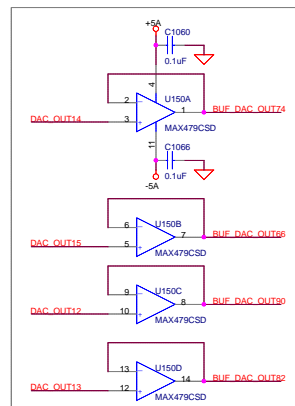 +5A
C1060
0.1uF
4
U150A
2
1
BUF_DAC_OUT74
DAC_OUT14
3
MAX479CSD
11
C1066
0.1uF
-5A
6
U150B
7
BUF_DAC_OUT66
DAC_OUT15
5
MAX479CSD
9
U150C
8
BUF_DAC_OUT90
DAC_OUT12
10
MAX479CSD
13
U150D
14
BUF_DAC_OUT82
DAC_OUT13
12
MAX479CSD